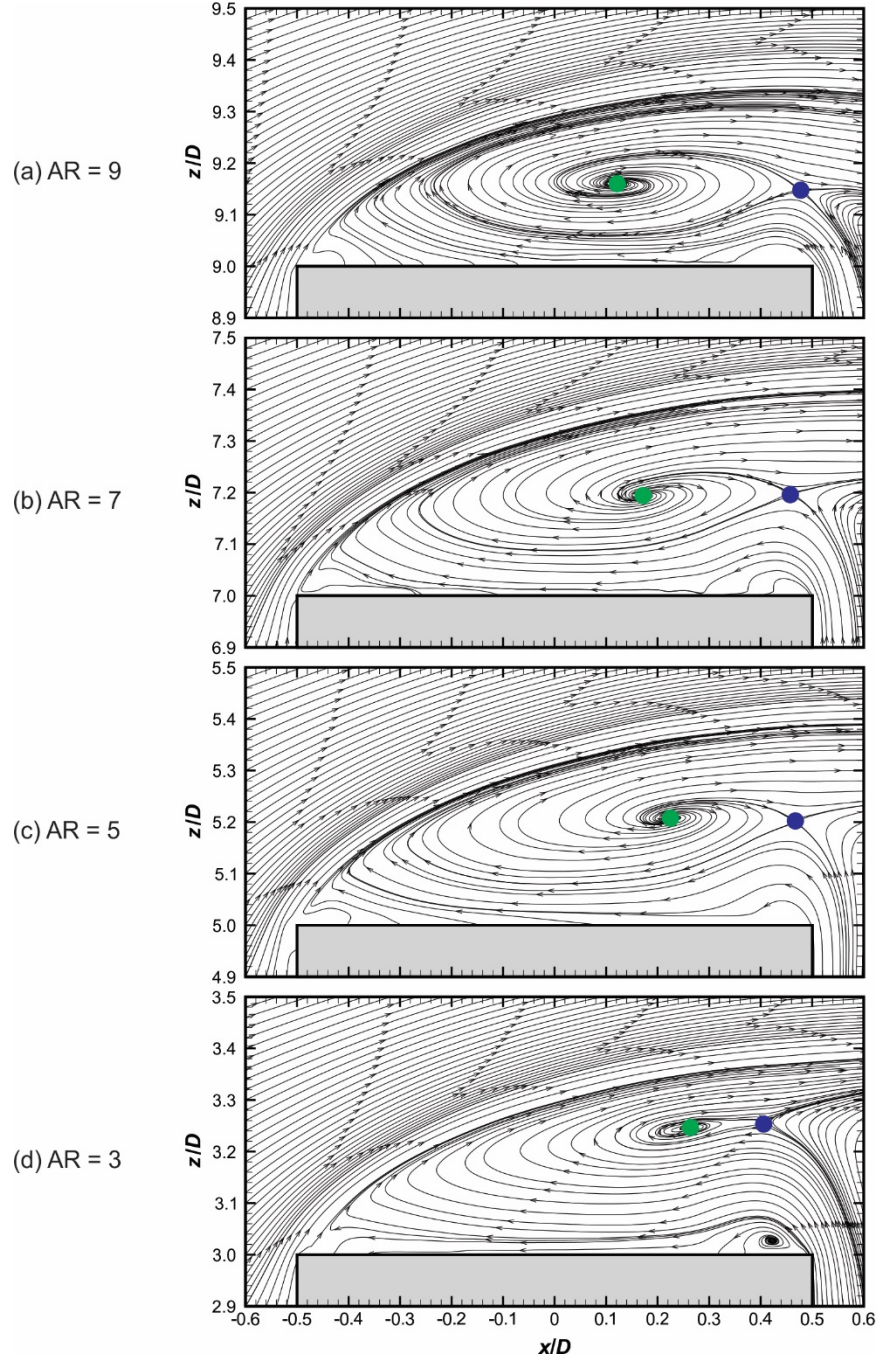 (a) AR = 9
z/D
9.5
9.4
9.3
9.2
9.1
9.0
8.9
(b) AR = 7
z/D
7.5
7.4
7.3
7.2
7.1
7.0
6.9
(c) AR = 5
z/D
5.5
5.4
5.3
5.2
5.1
5.0
4.9
(d) AR = 3
z/D
3.5
3.4
3.3
3.2
3.1
3.0
2.9
-0.6 -0.5 -0.4 -0.3 -0.2 -0.1 0 0.1 0.2 0.3 0.4 0.5 0.6
x/D